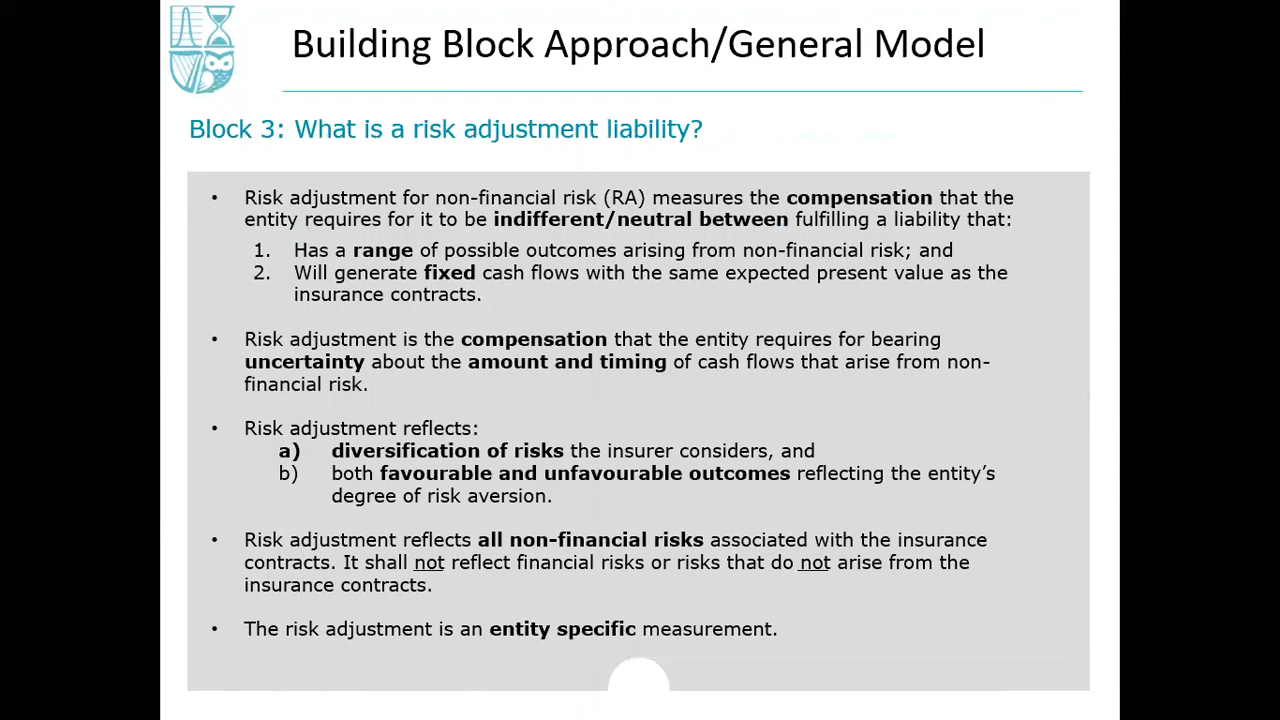 Building Block Approach/General Model
Block 3: What is a risk adjustment liability?
• Risk adjustment for non-financial risk (RA) measures the compensation that the
entity requires for it to be indifferent/neutral between fulfilling a liability that:
1. Has a range of possible outcomes arising from non-financial risk; and
2. Will generate fixed cash flows with the same expected present value as the
insurance contracts.
• Risk adjustment is the compensation that the entity requires for bearing
uncertainty about the amount and timing of cash flows that arise from non-
financial risk.
• Risk adjustment reflects:
a) diversification of risks the insurer considers, and
b) both favourable and unfavourable outcomes reflecting the entity’s
degree of risk aversion.
• Risk adjustment reflects all non-financial risks associated with the insurance
contracts. It shall not reflect financial risks or risks that do not arise from the
insurance contracts.
• The risk adjustment is an entity specific measurement.